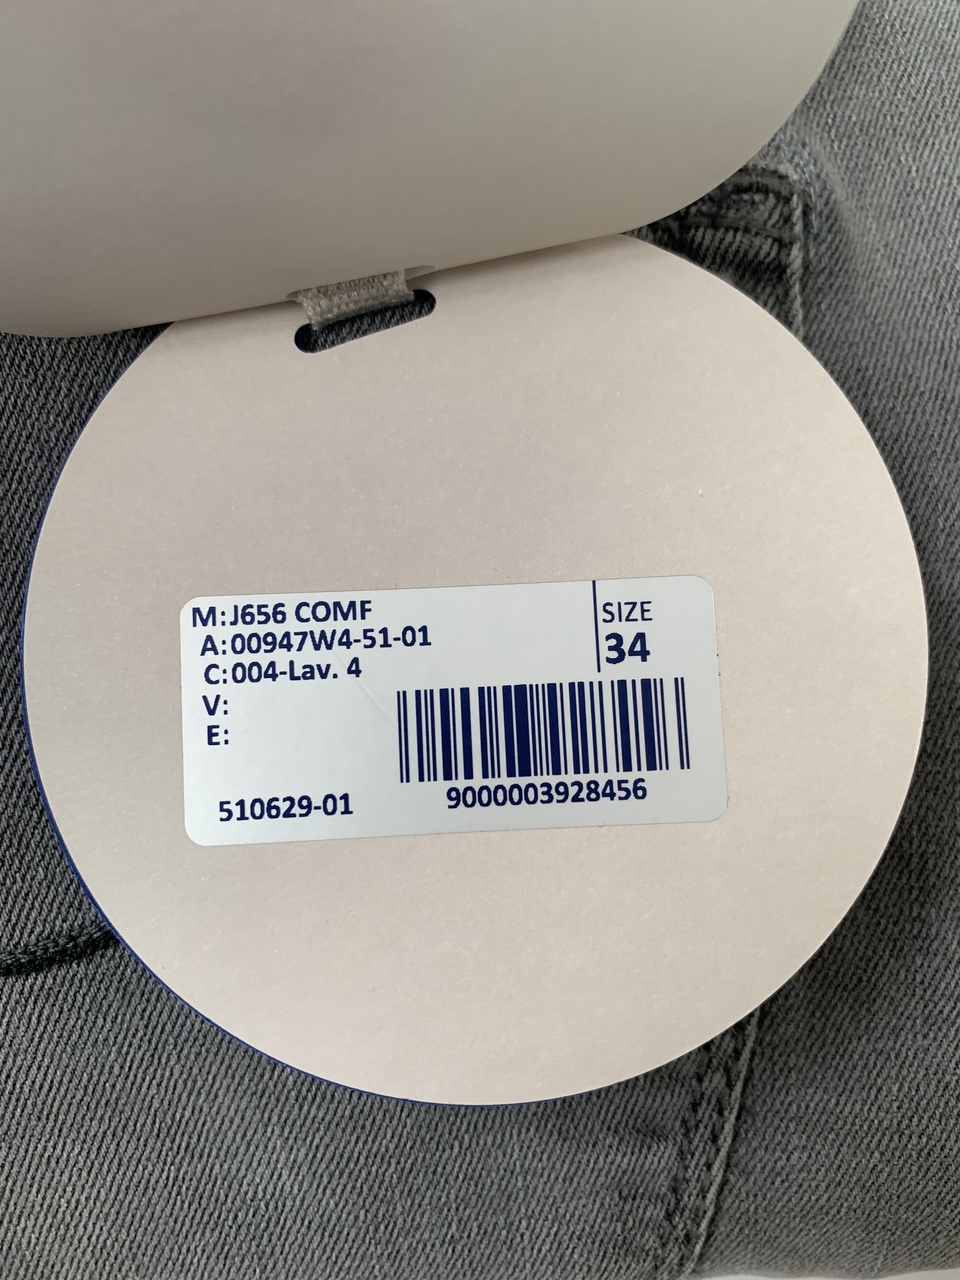 M:J656 COMF
A:00947W4-51-01
C:004-Lav. 4
V:
E:
SIZE
34
510629-01
9000003928456